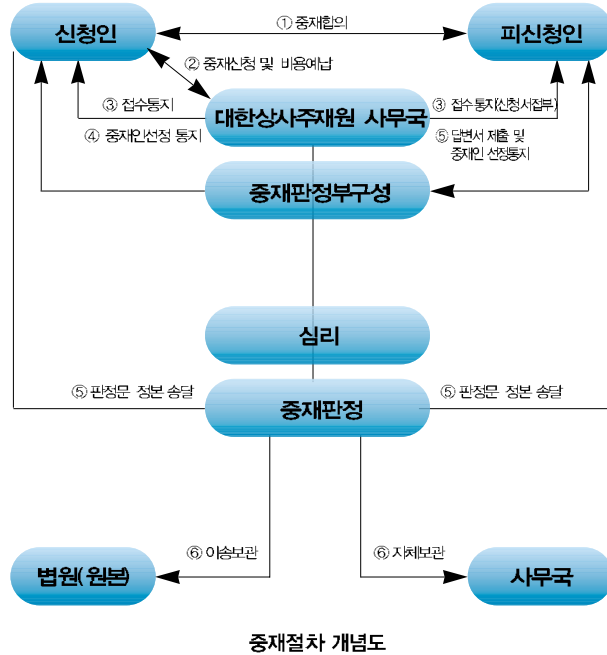 ① 중재합의
신청인
피신청인
② 중재신청 및 비용예납
③ 접수통지
대한상사주재원 사무국
③ 접수통지(신청서접부)
④ 중재인선정 통지
⑤ 답변서 제출 및
중재인 선정통지
중재판정부구성
심리
⑤ 판정문 정본 송달
중재판정
⑤ 판정문 정본 송달
⑥ 이송보관
⑥ 자체보관
법원(원본)
사무국
중재절차 개념도